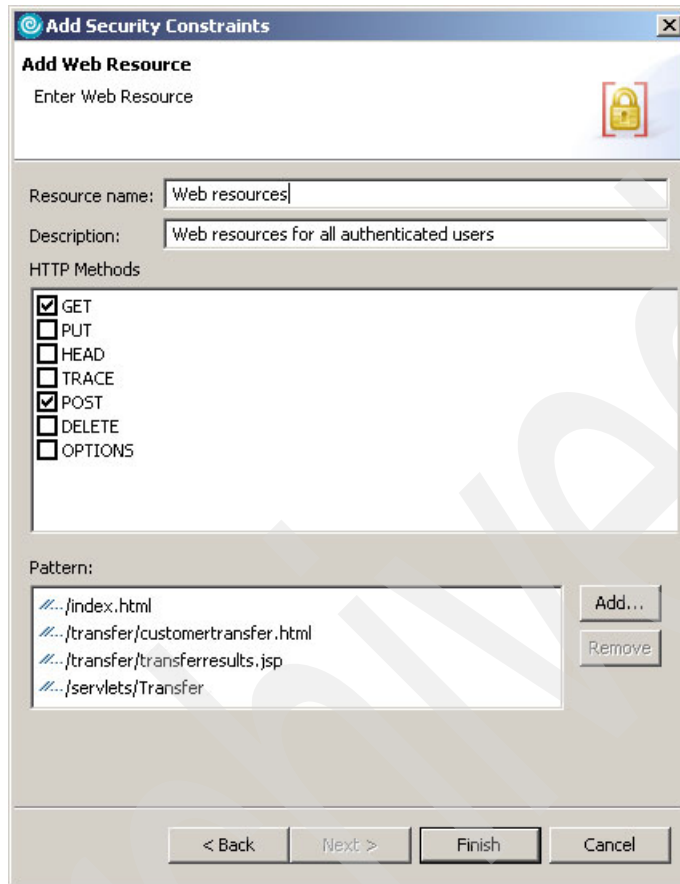 Add Security Constraints
Add Web Resource
Enter Web Resource
Resource name: Web resources
Description: Web resources for all authenticated users
HTTP Methods
GET
PUT
HEAD
TRACE
POST
DELETE
OPTIONS
Pattern:
/index.html
/transfer/customertransfer.html
/transfer/transferresults.jsp
/servlets/Transfer
Add...
Remove
< Back Next > Finish Cancel